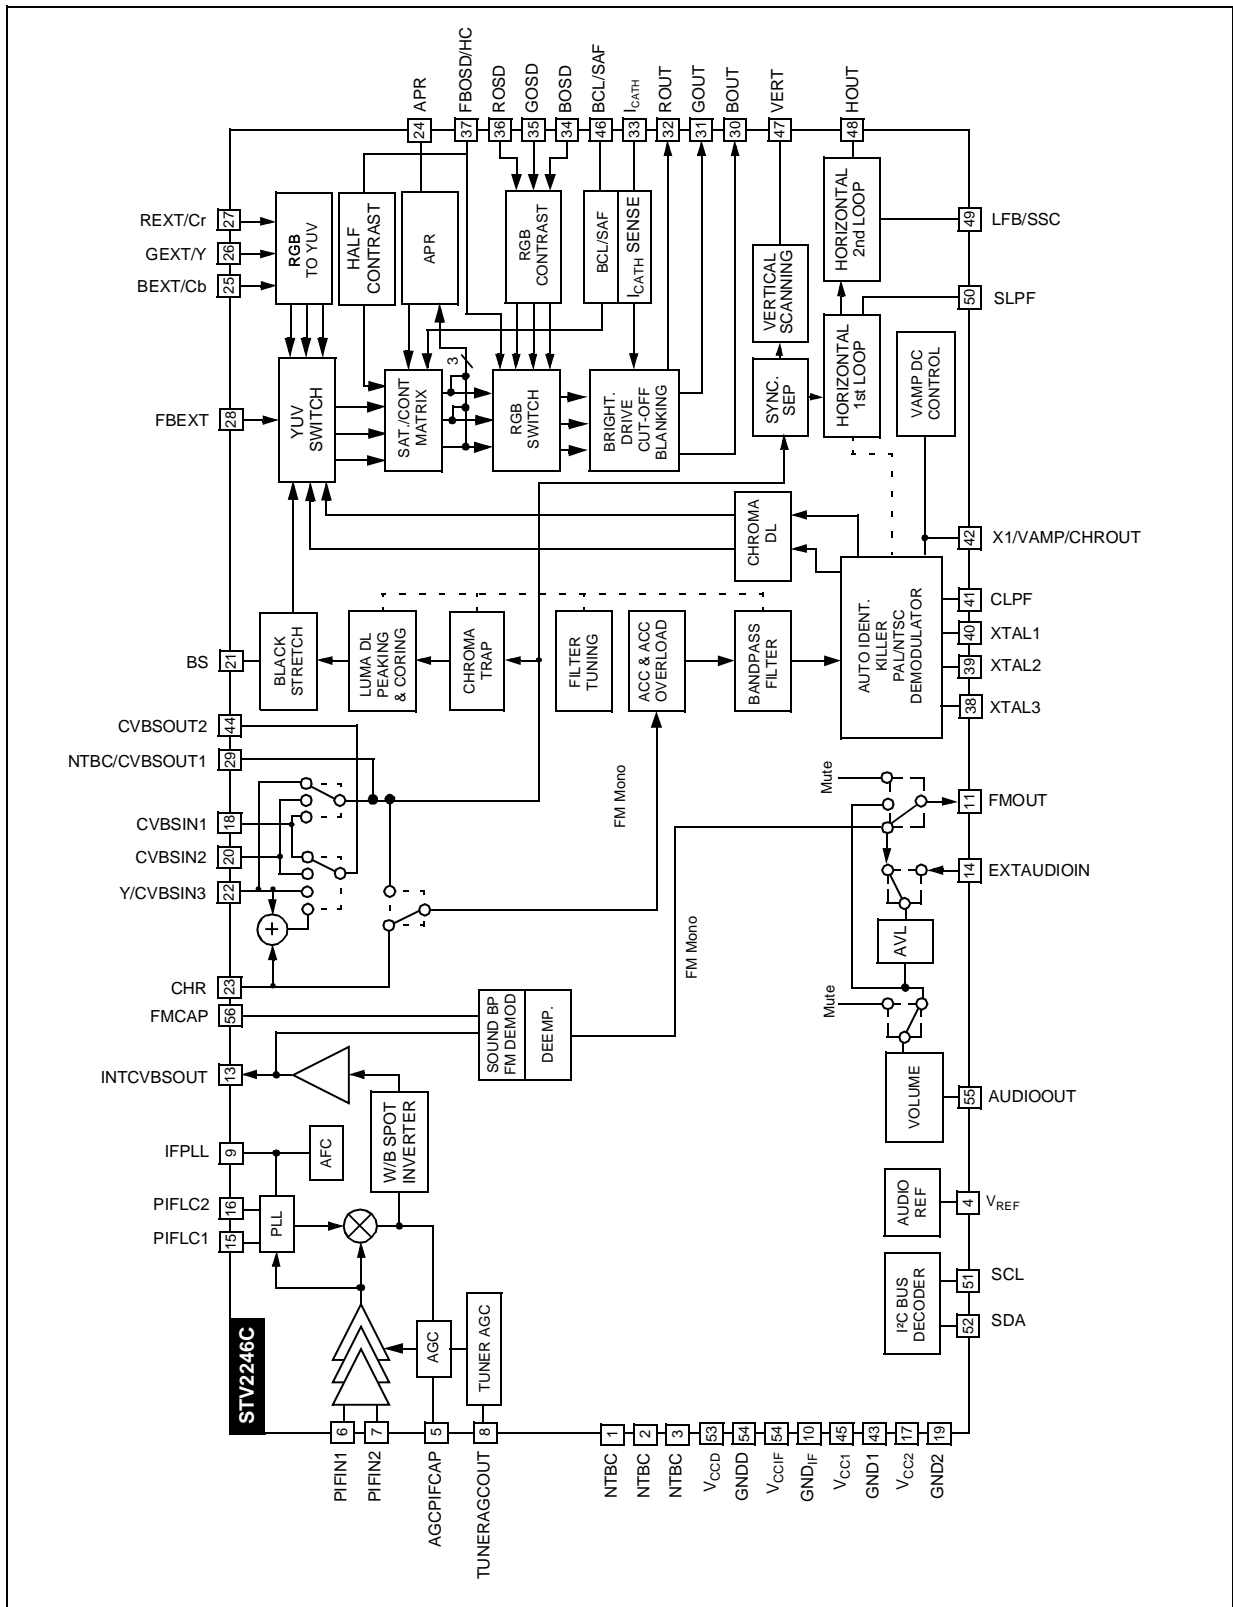 APR
FBOSD/HC
ROSD
GOSD
BOSD
BCL/SAF
ICATH
ROUT
GOUT
BOUT
VERT
HOUT
24
37
36
35
34
46
33
32
31
30
47
48
REXT/Cr
27
GEXT/Y
26
BEXT/Cb
25
RGB
TO YUV
HALF
CONTRAST
APR
RGB
CONTRAST
BCL/SAF
ICATH SENSE
VERTICAL
SCANNING
HORIZONTAL
2nd LOOP
49
LFB/SSC
50
SLPF
FBEXT
28
YUV
SWITCH
SAT./CONT
MATRIX
3
RGB
SWITCH
BRIGHT.
DRIVE
CUT-OFF
BLANKING
SYNC.
SEP
HORIZONTAL
1st LOOP
VAMP DC
CONTROL
CHROMA
DL
42
X1/VAMP/CHROUT
41
CLPF
40
XTAL1
39
XTAL2
38
XTAL3
BS
21
BLACK
STRETCH
LUMA DL
PEAKING
& CORING
CHROMA
TRAP
FILTER
TUNING
ACC & ACC
OVERLOAD
BANDPASS
FILTER
AUTO IDENT.
KILLER
PAL/NTSC
DEMODULATOR
CVBSOUT2
44
NTBC/CVBSOUT1
29
CVBSIN1
18
CVBSIN2
20
Y/CVBSIN3
22
+
CHR
23
FM Mono
FM Mono
Mute
11
FMOUT
14
EXTAUDIOIN
AVL
Mute
VOLUME
55
AUDIOOUT
FMCAP
56
SOUND BP
FM DEMOD
DEEMP.
INTCVBSOUT
13
W/B SPOT
INVERTER
IFPLL
9
AFC
PIFLC2
16
PIFLC1
15
PLL
AUDIO
REF
4
VREF
I²C BUS
DECODER
51
SCL
52
SDA
STV2246C
AGC
TUNER AGC
6
7
5
8
1
2
3
53
54
54
10
45
43
17
19
PIFIN1
PIFIN2
AGCPIFCAP
TUNERAGCOUT
NTBC
NTBC
NTBC
VCCD
GNDD
VCCIF
GNDIF
VCC1
GND1
VCC2
GND2